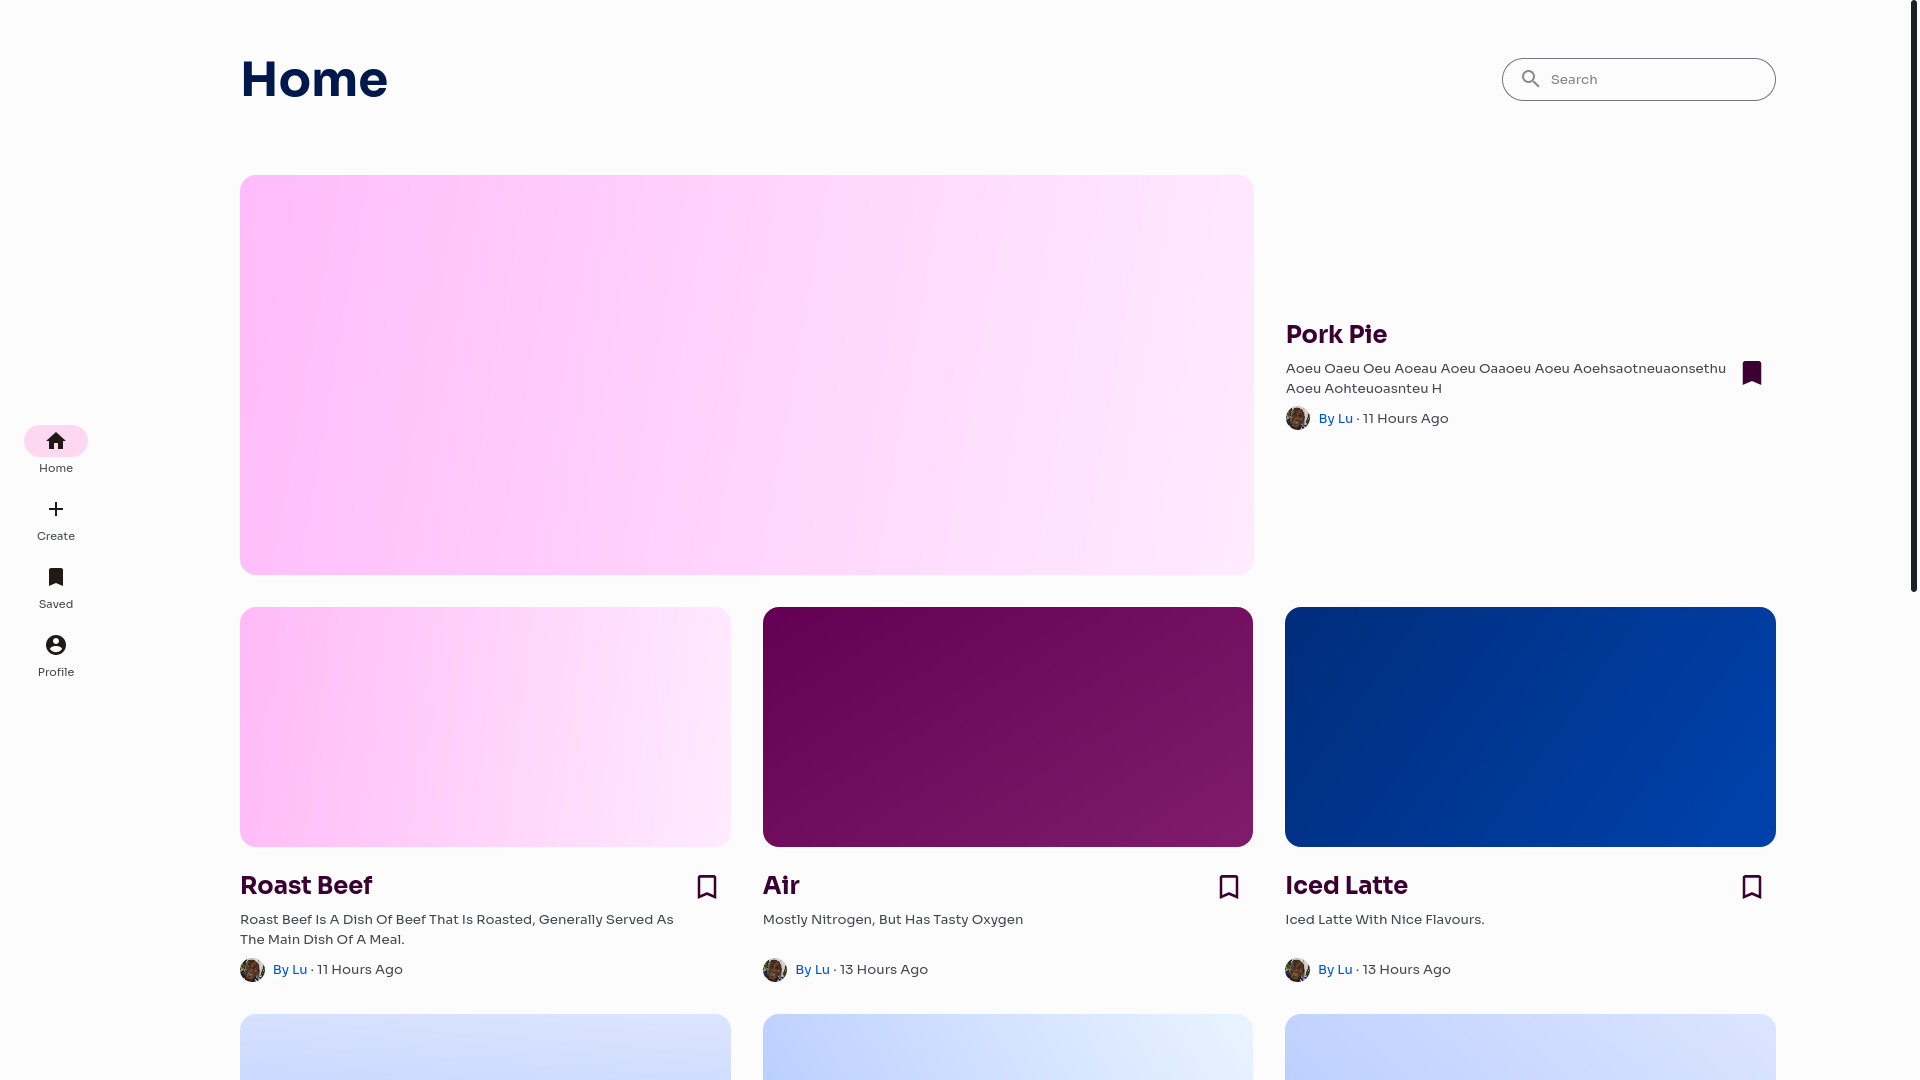 Home
Search
Pork Pie
Aoeu Oaeu Oeu Aoeau Aoeu Oaaoeu Aoeu Aoehsaotneuaonsethu
Aoeu Aohteuoasnteu H
By Lu · 11 Hours Ago
Home
Create
Saved
Profile
Roast Beef
Roast Beef Is A Dish Of Beef That Is Roasted, Generally Served As
The Main Dish Of A Meal.
By Lu · 11 Hours Ago
Air
Mostly Nitrogen, But Has Tasty Oxygen
By Lu · 13 Hours Ago
Iced Latte
Iced Latte With Nice Flavours.
By Lu · 13 Hours Ago